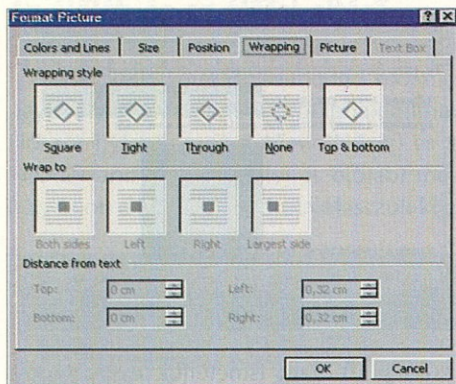 Format Picture
Colors and Lines Size Position Wrapping Picture Text Box
Wrapping style
Square Tight Through None Top & bottom
Wrap to
Both sides Left Right Largest side
Distance from text
Top: 0 cm Left: 0,32 cm
Bottom: 0 cm Right: 0,32 cm
OK Cancel